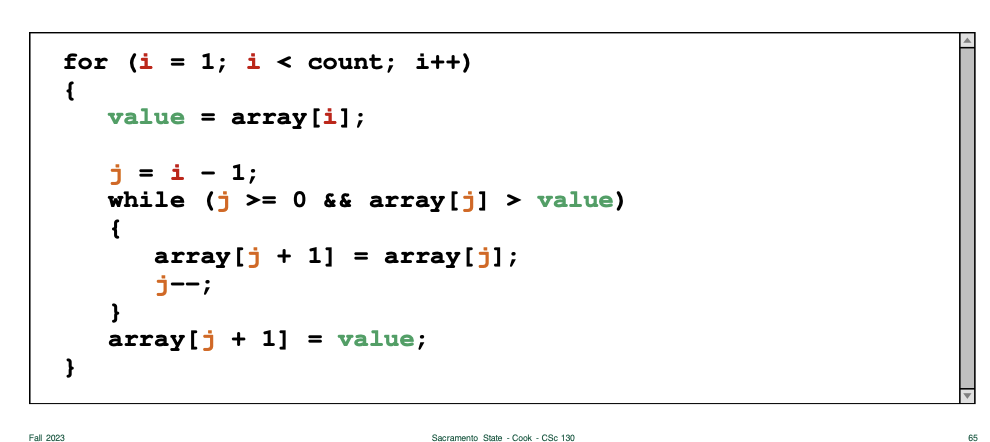 for (i = 1; i < count; i++)
{
   value = array[i];

   j = i - 1;
   while (j >= 0 && array[j] > value)
   {
      array[j + 1] = array[j];
      j--;
   }
   array[j + 1] = value;
}
Fall 2023
Sacramento State - Cook - CSc 130
65